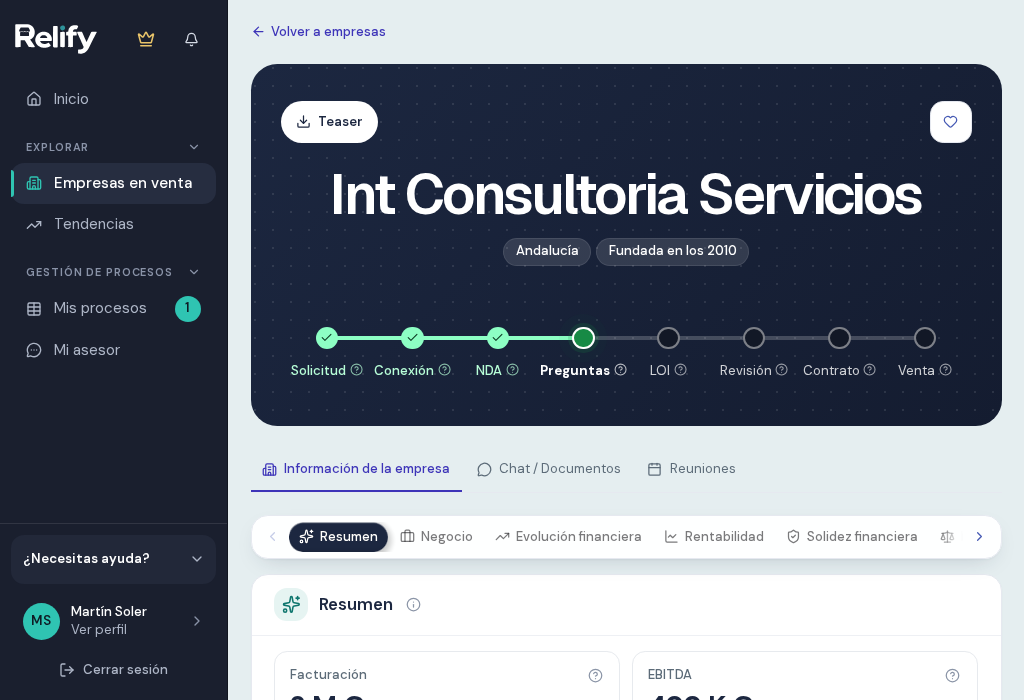 Relify
Inicio
EXPLORAR
Empresas en venta
Tendencias
GESTIÓN DE PROCESOS
Mis procesos 1
Mi asesor
¿Necesitas ayuda?
MS Martín Soler
Ver perfil
Cerrar sesión
Volver a empresas
Teaser
Int Consultoria Servicios
Andalucía Fundada en los 2010
Solicitud Conexión NDA Preguntas LOI Revisión Contrato Venta
Información de la empresa Chat / Documentos Reuniones
Resumen Negocio Evolución financiera Rentabilidad Solidez financiera
Resumen
Facturación EBITDA